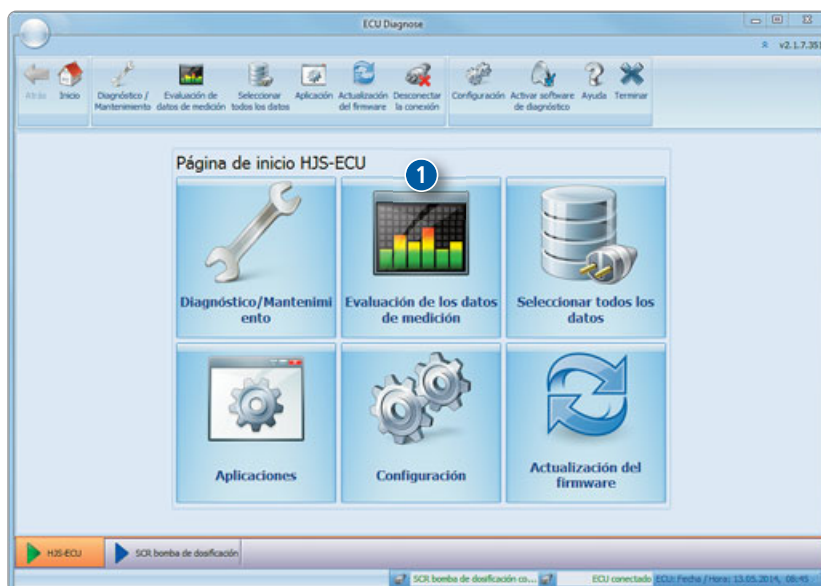 ECU Diagnose
v2.1.7.351
Atrás
Inicio
Diagnóstico /
Mantenimiento
Evaluación de
datos de medición
Seleccionar
todos los datos
Aplicación
Actualización
del firmware
Desconectar
la conexión
Configuración
Activar software
de diagnóstico
Ayuda
Terminar
Página de inicio HJS-ECU
1
Diagnóstico/Mantenimi
ento
Evaluación de los datos
de medición
Seleccionar todos los
datos
Aplicaciones
Configuración
Actualización del
firmware
HJS-ECU
SCR bomba de dosificación
SCR bomba de dosificación co...
ECU conectado
ECU: Fecha / Hora: 13.05.2014, 08:45